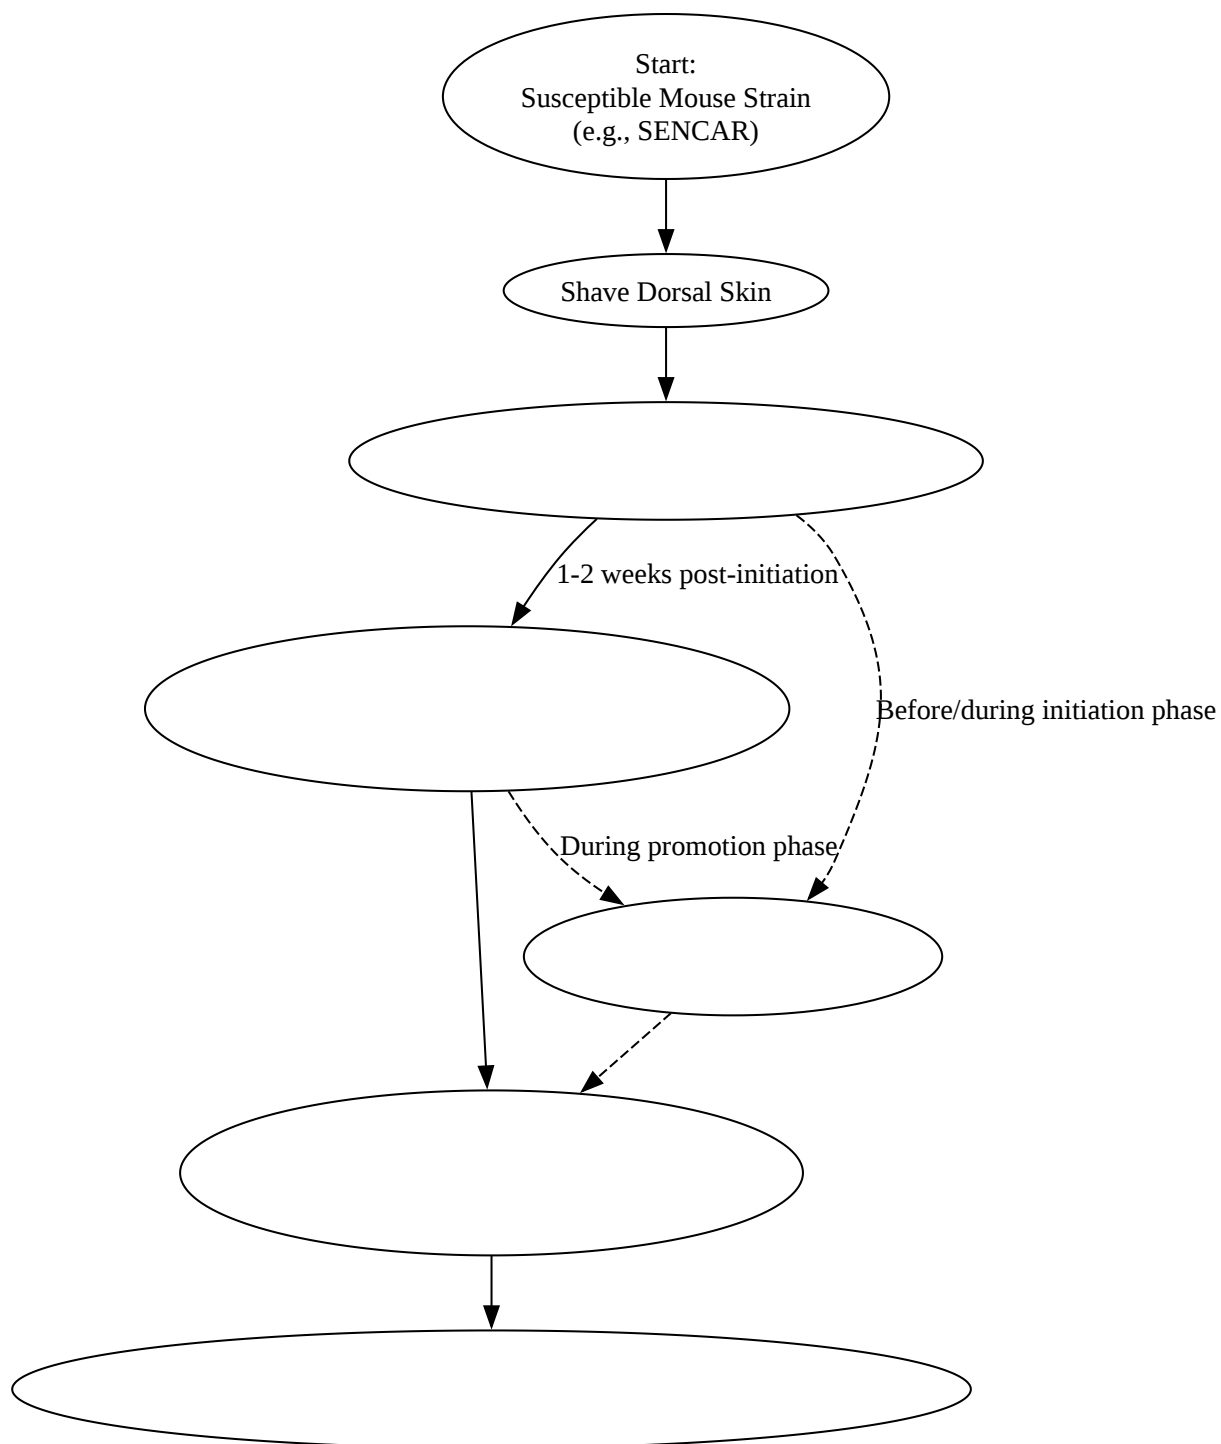 Start:
Susceptible Mouse Strain
(e.g., SENCAR)
Shave Dorsal Skin
1-2 weeks post-initiation
Before/during initiation phase
During promotion phase